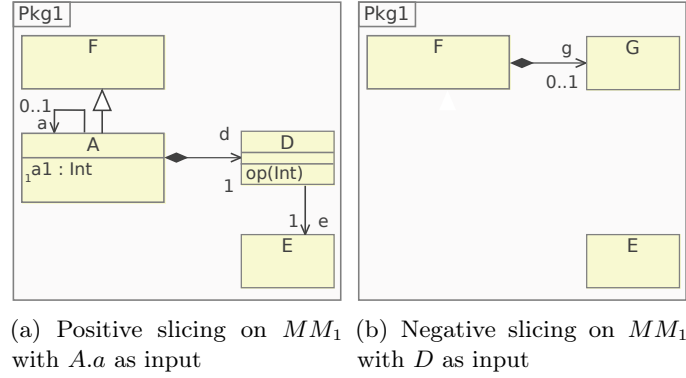 Pkg1
F
0..1
a
A
1 a1 : Int
d
1
D
op(Int)
1 e
E
Pkg1
F
g
0..1
G
E
(a) Positive slicing on MM1
with A.a as input
(b) Negative slicing on MM1
with D as input